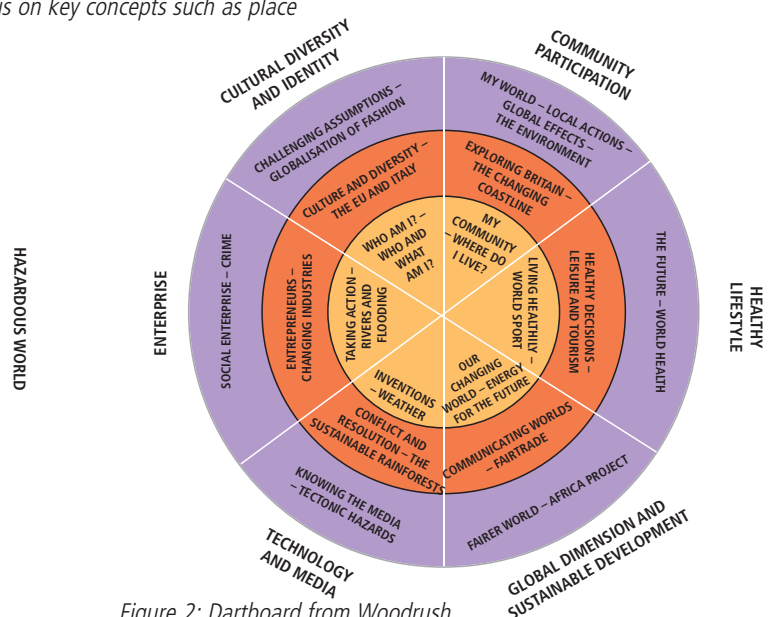 us on key concepts such as place
CULTURAL DIVERSITY
AND IDENTITY
COMMUNITY
PARTICIPATION
CHALLENGING ASSUMPTIONS –
GLOBALISATION OF FASHION
MY WORLD – LOCAL ACTIONS –
GLOBAL EFFECTS –
THE ENVIRONMENT
CULTURE AND DIVERSITY –
THE EU AND ITALY
EXPLORING BRITAIN –
THE CHANGING
COASTLINE
WHO AM I? –
WHO AND
WHAT
AM I?
MY
COMMUNITY
– WHERE DO
I LIVE?
HAZARDOUS WORLD
ENTERPRISE
SOCIAL ENTERPRISE – CRIME
ENTREPRENEURS –
CHANGING INDUSTRIES
TAKING ACTION –
RIVERS AND
FLOODING
LIVING HEALTHILY –
WORLD SPORT
HEALTHY DECISIONS –
LEISURE AND TOURISM
THE FUTURE – WORLD HEALTH
HEALTHY
LIFESTYLE
INVENTIONS
– WEATHER
OUR
CHANGING
WORLD – ENERGY
FOR THE FUTURE
CONFLICT AND
RESOLUTION – THE
SUSTAINABLE RAINFORESTS
COMMUNICATING WORLDS
– FAIRTRADE
KNOWING THE MEDIA
– TECTONIC HAZARDS
FAIRER WORLD – AFRICA PROJECT
TECHNOLOGY
AND MEDIA
GLOBAL DIMENSION AND
SUSTAINABLE DEVELOPMENT
Figure 2: Dartboard from Woodrush